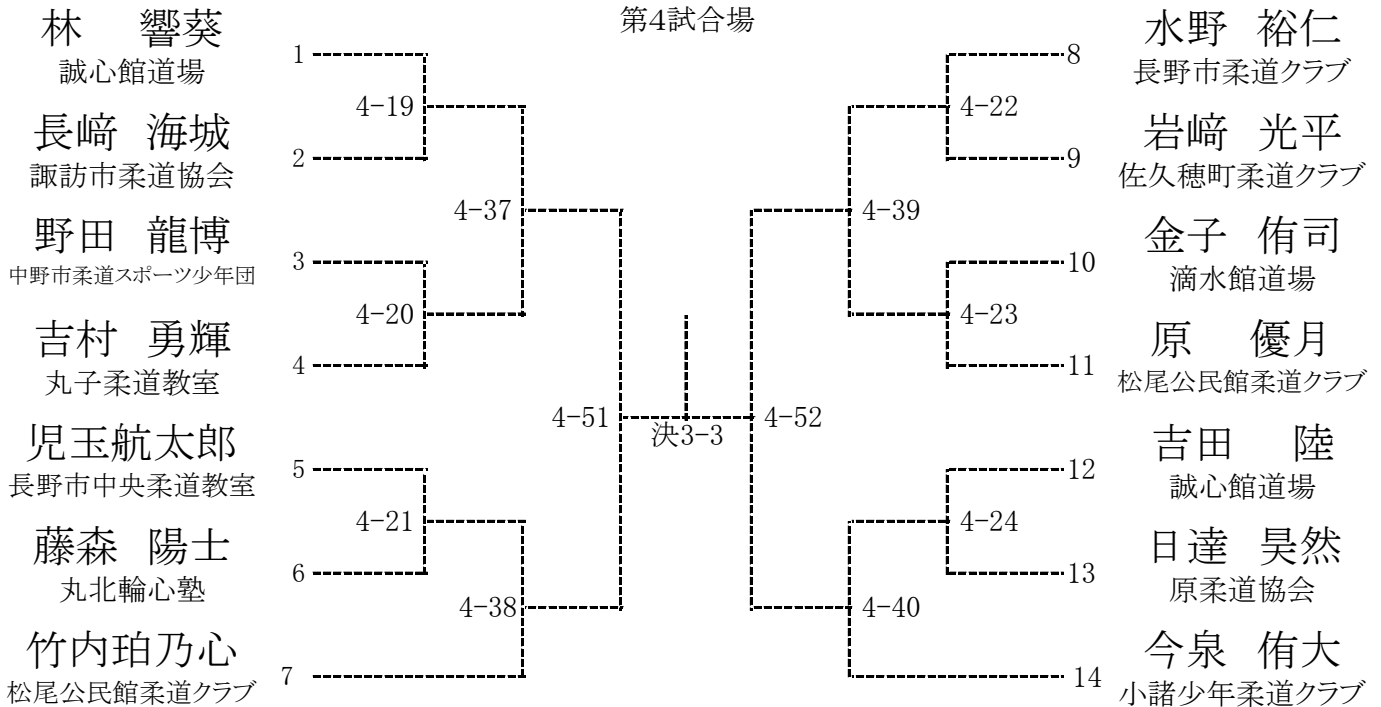 第4試合場
林　響葵
誠心館道場
1
4-19
長﨑　海城
諏訪市柔道協会
2
4-37
野田　龍博
中野市柔道スポーツ少年団
3
4-20
吉村　勇輝
丸子柔道教室
4
4-51
児玉航太郎
長野市中央柔道教室
5
4-21
藤森　陽士
丸北輪心塾
6
4-38
竹内珀乃心
松尾公民館柔道クラブ
7
決3-3
水野　裕仁
長野市柔道クラブ
8
4-22
岩﨑　光平
佐久穂町柔道クラブ
9
4-39
金子　侑司
滴水館道場
10
4-23
原　優月
松尾公民館柔道クラブ
11
4-52
吉田　陸
誠心館道場
12
4-24
日達　昊然
原柔道協会
13
4-40
今泉　侑大
小諸少年柔道クラブ
14